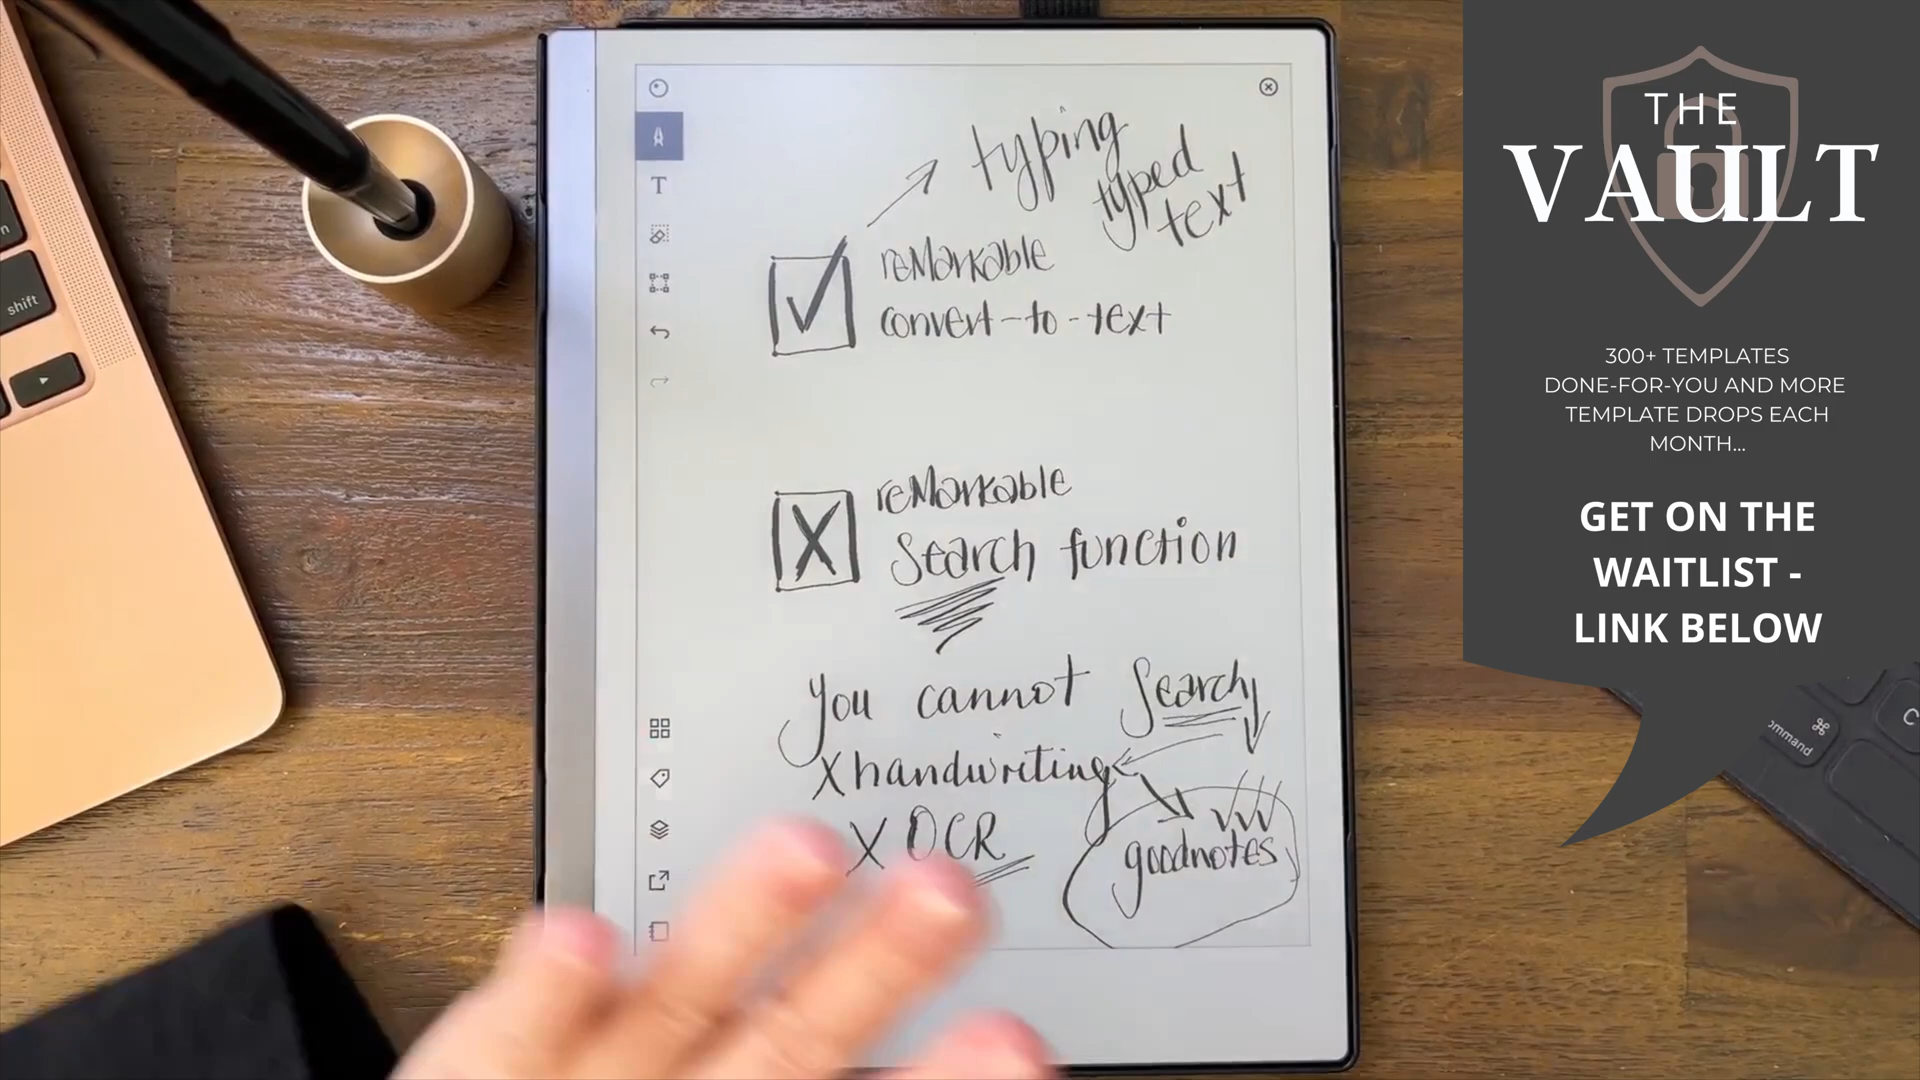 typing
typed
text
reMarkable
convert-to-text
reMarkable
Search function
you cannot Search
X handwriting
X OCR
goodnotes
THE
VAULT
300+ TEMPLATES
DONE-FOR-YOU AND MORE
TEMPLATE DROPS EACH
MONTH...
GET ON THE
WAITLIST -
LINK BELOW
shift
n
T
command
C